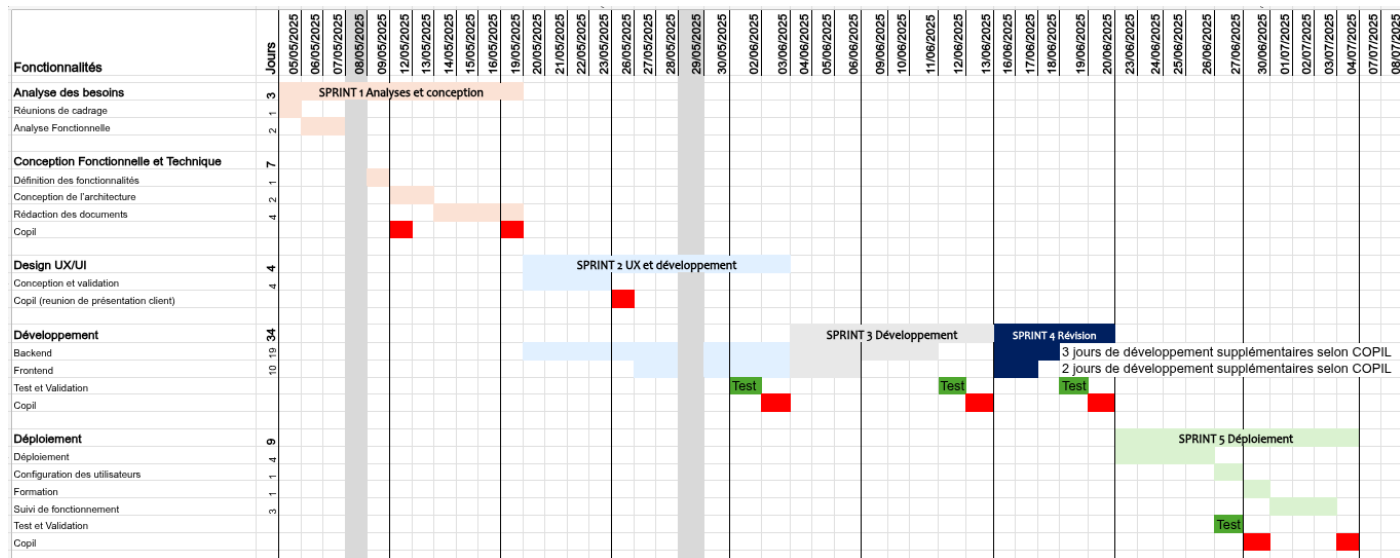 Fonctionnalités
Jours
05/05/2025
06/05/2025
07/05/2025
08/05/2025
09/05/2025
12/05/2025
13/05/2025
14/05/2025
15/05/2025
16/05/2025
19/05/2025
20/05/2025
21/05/2025
22/05/2025
23/05/2025
26/05/2025
27/05/2025
28/05/2025
29/05/2025
30/05/2025
02/06/2025
03/06/2025
04/06/2025
05/06/2025
06/06/2025
09/06/2025
10/06/2025
11/06/2025
12/06/2025
13/06/2025
16/06/2025
17/06/2025
18/06/2025
19/06/2025
20/06/2025
23/06/2025
24/06/2025
25/06/2025
26/06/2025
27/06/2025
30/06/2025
01/07/2025
02/07/2025
03/07/2025
04/07/2025
07/07/2025
08/07/2025
Analyse des besoins 3 SPRINT 1 Analyses et conception
Réunions de cadrage 1
Analyse Fonctionnelle 2
Conception Fonctionnelle et Technique 7
Définition des fonctionnalités 1
Conception de l'architecture 2
Rédaction des documents 4
Copil
Design UX/UI 4 SPRINT 2 UX et développement
Conception et validation 4
Copil (reunion de présentation client)
Développement 34 SPRINT 3 Développement SPRINT 4 Révision
Backend 19 3 jours de développement supplémentaires selon COPIL
Frontend 10 2 jours de développement supplémentaires selon COPIL
Test et Validation Test Test Test
Copil
Déploiement 9 SPRINT 5 Déploiement
Déploiement 4
Configuration des utilisateurs 1
Formation 1
Suivi de fonctionnement 3
Test et Validation Test
Copil